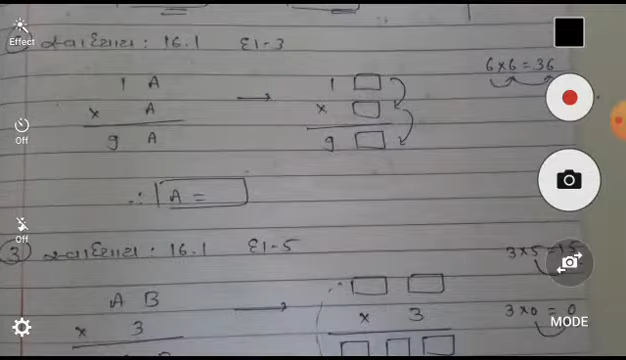 સ્વાધ્યાય : 16.1 દા-3
6×6=36
1 A → 1
× A ×
9 A 9
∴ A =
③ સ્વાધ્યાય : 16.1 દા-5
3×5=15
A B →
× 3 × 3
3×0=0
Effect
Off
Off
MODE